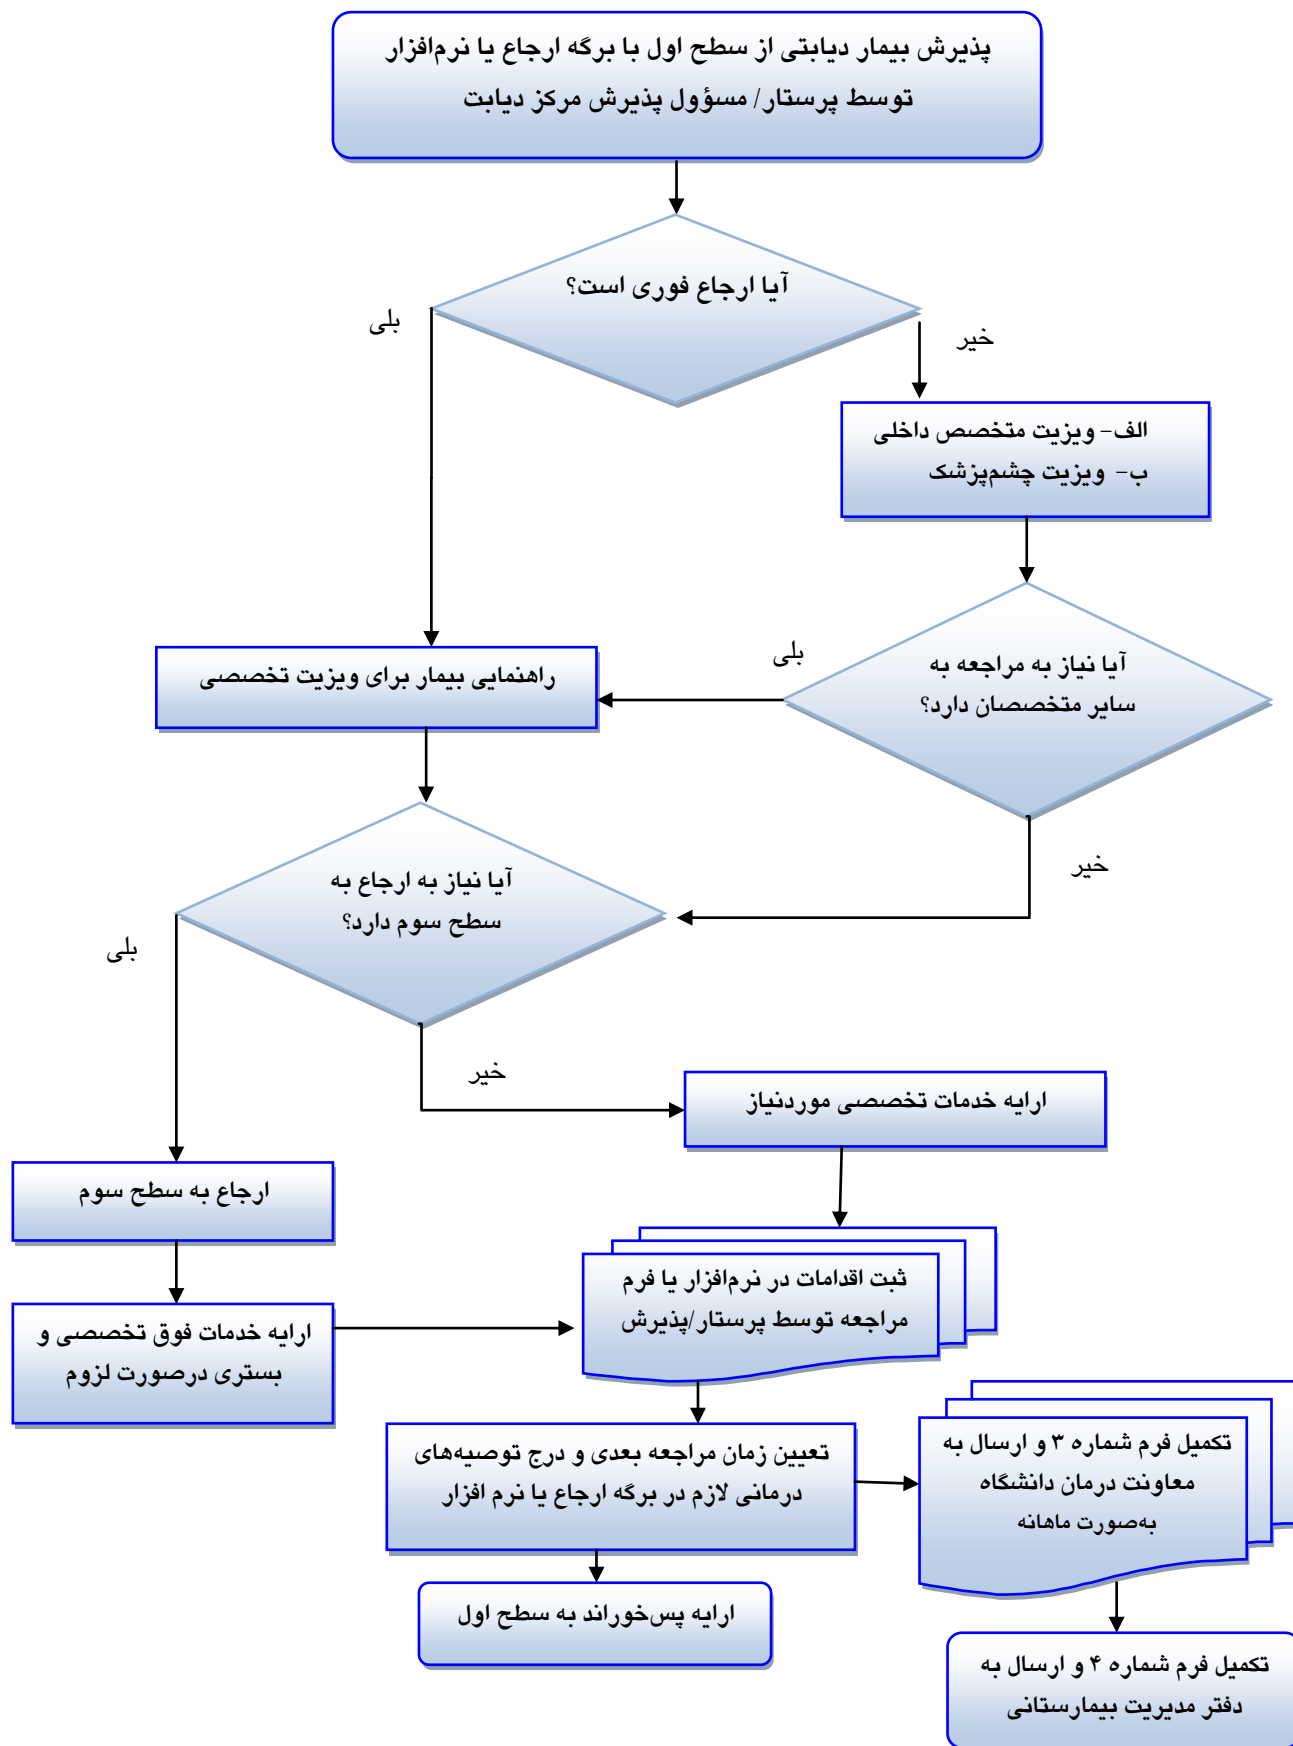 پذیرش بیمار دیابتی از سطح اول با برگه ارجاع یا نرم‌افزار
توسط پرستار/ مسؤول پذیرش مرکز دیابت
آیا ارجاع فوری است؟
بلی
خیر
الف- ویزیت متخصص داخلی
ب- ویزیت چشم‌پزشک
آیا نیاز به مراجعه به
سایر متخصصان دارد؟
بلی
راهنمایی بیمار برای ویزیت تخصصی
خیر
آیا نیاز به ارجاع به
سطح سوم دارد؟
بلی
خیر
ارایه خدمات تخصصی موردنیاز
ارجاع به سطح سوم
ثبت اقدامات در نرم‌افزار یا فرم
مراجعه توسط پرستار/پذیرش
ارایه خدمات فوق تخصصی و
بستری درصورت لزوم
تعیین زمان مراجعه بعدی و درج توصیه‌های
درمانی لازم در برگه ارجاع یا نرم افزار
تکمیل فرم شماره ۳ و ارسال به
معاونت درمان دانشگاه
به‌صورت ماهانه
ارایه پس‌خوراند به سطح اول
تکمیل فرم شماره ۴ و ارسال به
دفتر مدیریت بیمارستانی